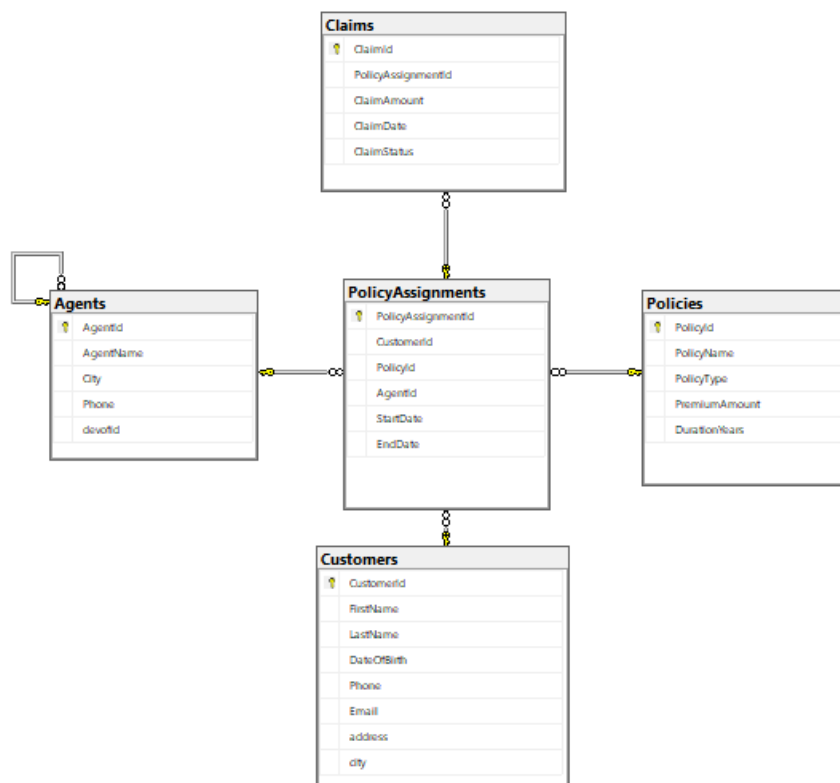 Claims
ClaimId
PolicyAssignmentId
ClaimAmount
ClaimDate
ClaimStatus
Agents
AgentId
AgentName
City
Phone
devofId
PolicyAssignments
PolicyAssignmentId
CustomerId
PolicyId
AgentId
StartDate
EndDate
Policies
PolicyId
PolicyName
PolicyType
PremiumAmount
DurationYears
Customers
CustomerId
FirstName
LastName
DateOfBirth
Phone
Email
address
city